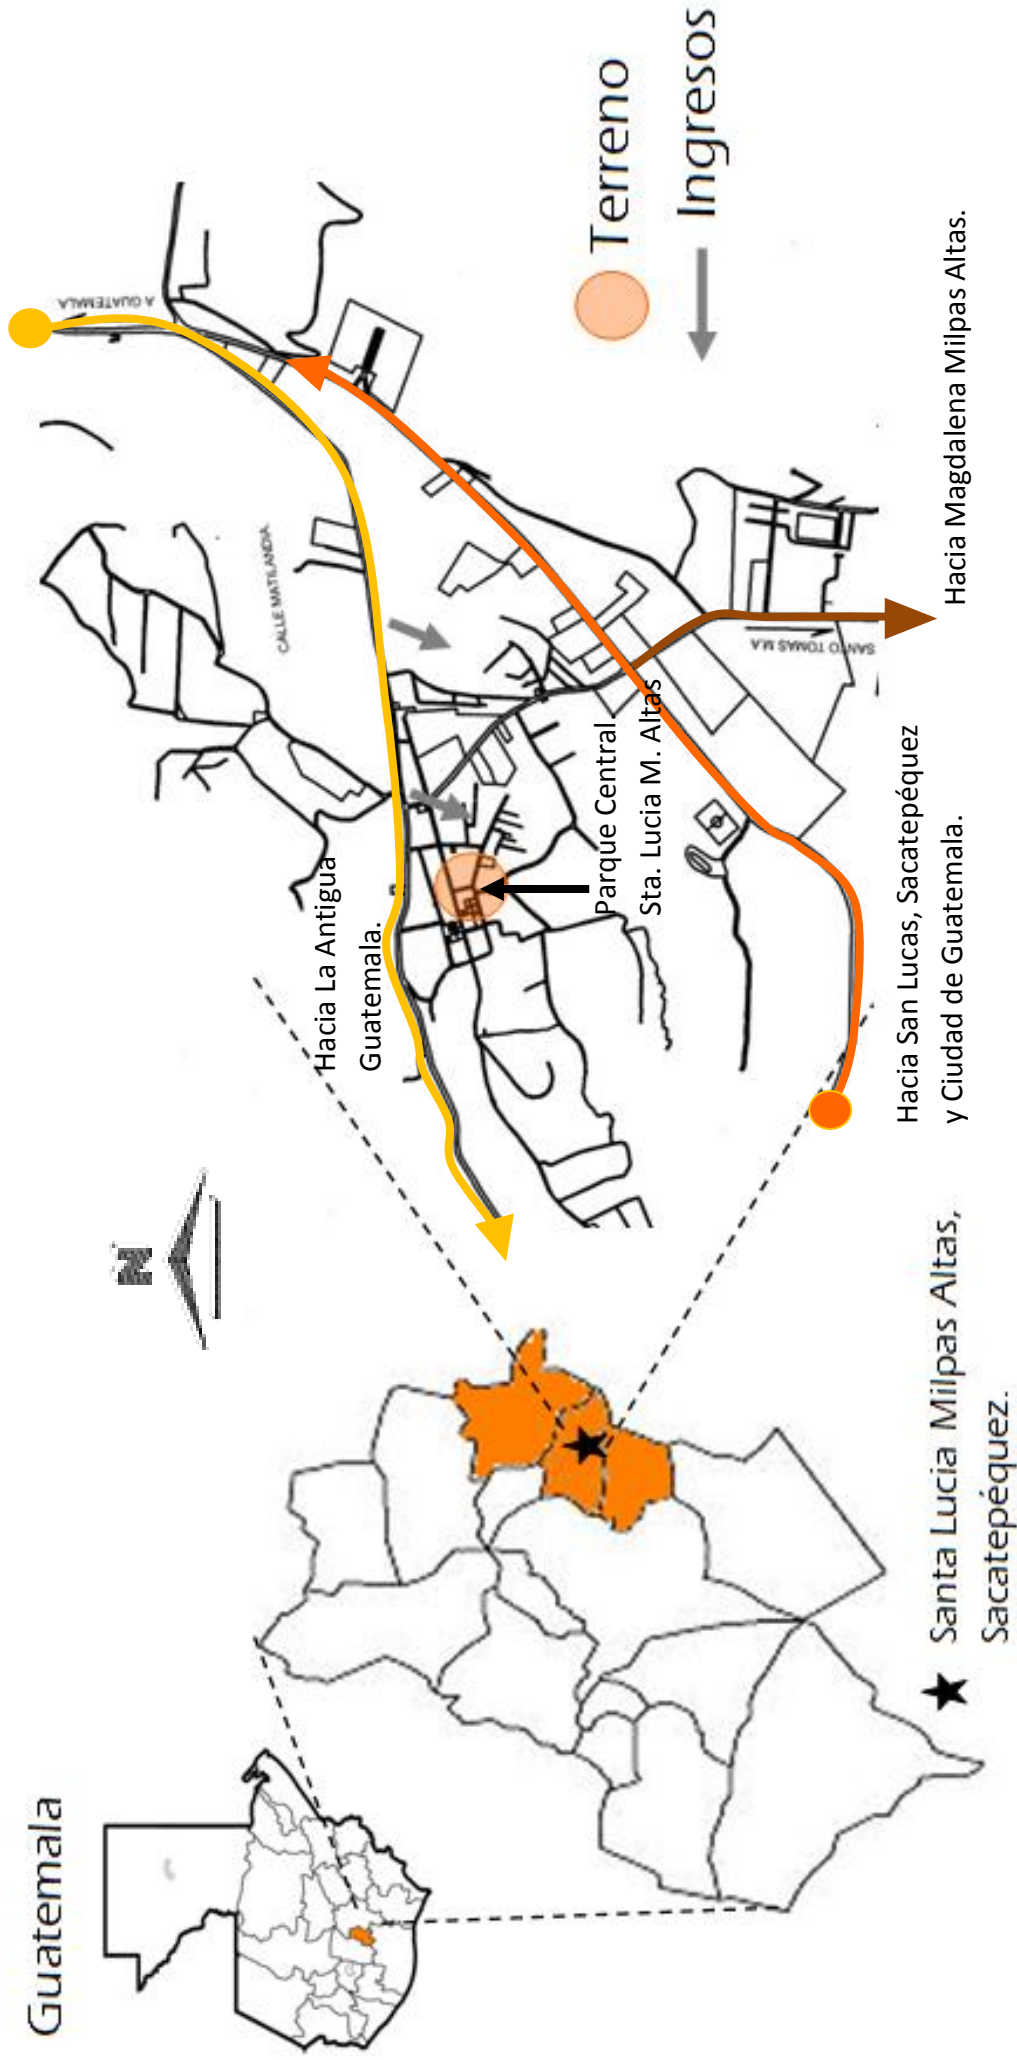 Guatemala
N
Santa Lucia Milpas Altas,
Sacatepéquez.
Hacia La Antigua
Guatemala.
CALLE MATILANDIA
A GUATEMALA
Parque Central.
Sta. Lucia M. Altas
SANTO TOMAS M.A
Hacia San Lucas, Sacatepéquez
y Ciudad de Guatemala.
Hacia Magdalena Milpas Altas.
Terreno
Ingresos